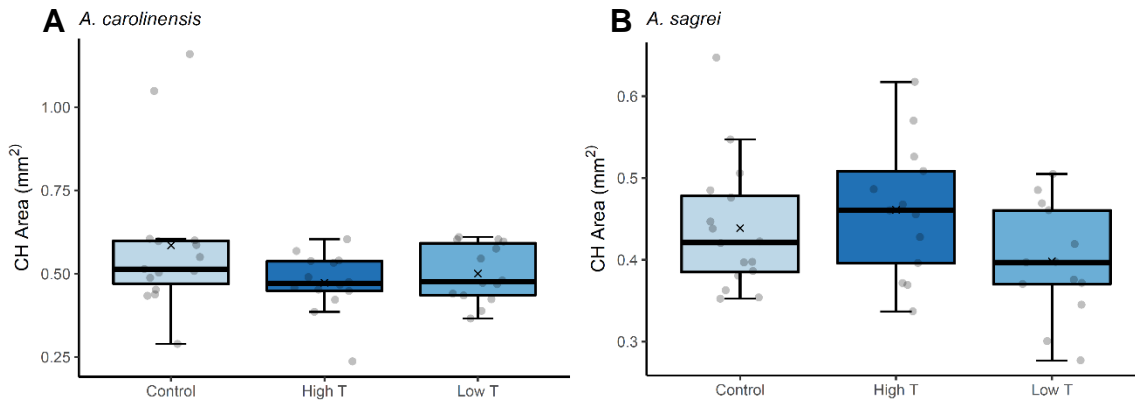 A A. carolinensis
CH Area (mm²)
1.00
0.75
0.50
0.25
Control High T Low T
B A. sagrei
CH Area (mm²)
0.6
0.5
0.4
0.3
Control High T Low T